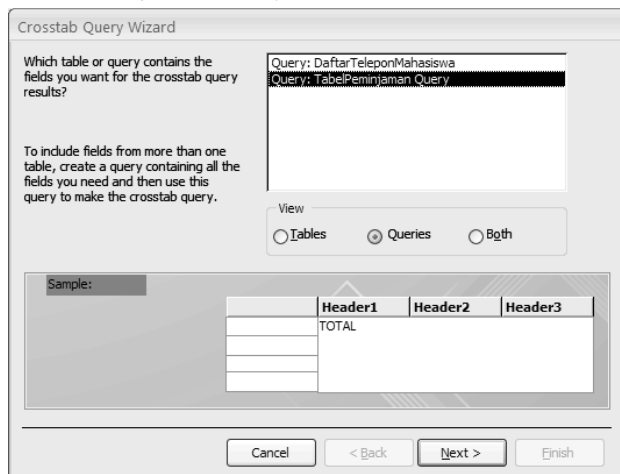 Crosstab Query Wizard
Which table or query contains the
fields you want for the crosstab query
results?
To include fields from more than one
table, create a query containing all the
fields you need and then use this
query to make the crosstab query.
Query: DaftarTeleponMahasiswa
Query: TabelPeminjaman Query
View
Tables
Queries
Both
Sample:
Header1 Header2 Header3
TOTAL
Cancel
< Back
Next >
Finish